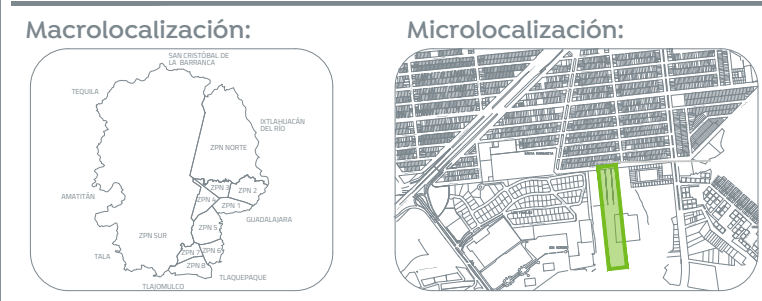 Macrolocalización:
Microlocalización:
SAN CRISTÓBAL DE
LA BARRANCA
TEQUILA
IXTLAHUACÁN
DEL RÍO
ZPN NORTE
ZPN 3
ZPN 2
AMATITÁN
ZPN 4
ZPN 1
GUADALAJARA
ZPN 5
ZPN SUR
TALA
ZPN 7
ZPN 6
ZPN 8
TLAQUEPAQUE
TLAJOMULCO